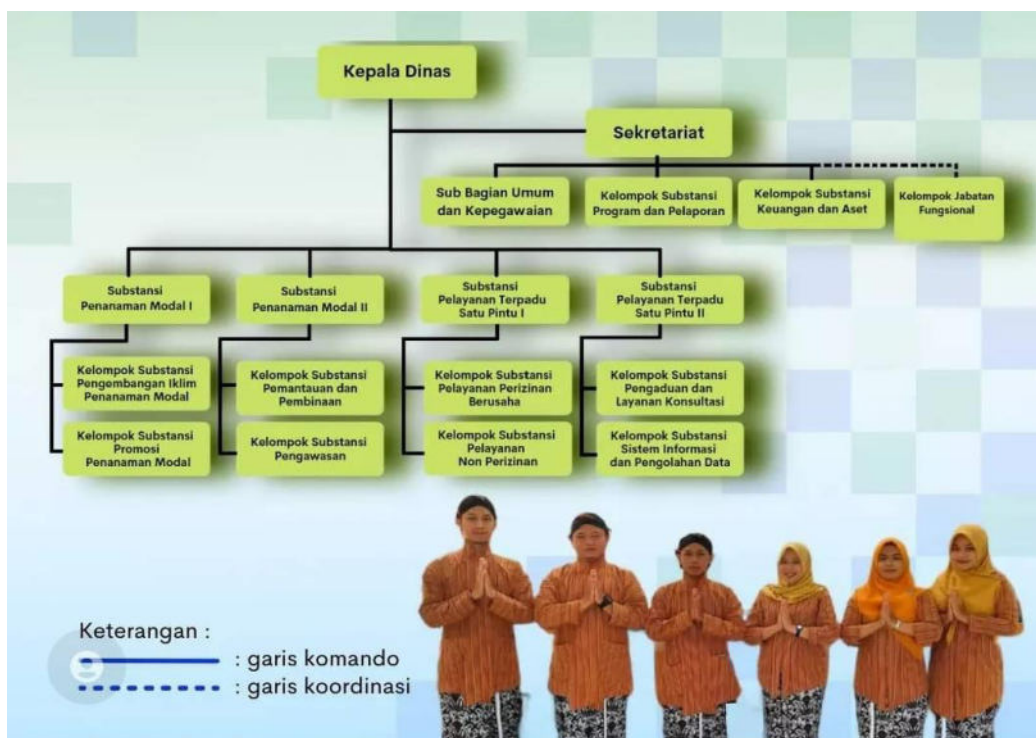 Kepala Dinas
Sekretariat
Sub Bagian Umum
dan Kepegawaian
Kelompok Substansi
Program dan Pelaporan
Kelompok Substansi
Keuangan dan Aset
Kelompok Jabatan
Fungsional
Substansi
Penanaman Modal I
Substansi
Penanaman Modal II
Substansi
Pelayanan Terpadu
Satu Pintu I
Substansi
Pelayanan Terpadu
Satu Pintu II
Kelompok Substansi
Pengembangan Iklim
Penanaman Modal
Kelompok Substansi
Pemantauan dan
Pembinaan
Kelompok Substansi
Pelayanan Perizinan
Berusaha
Kelompok Substansi
Pengaduan dan
Layanan Konsultasi
Kelompok Substansi
Promosi
Penanaman Modal
Kelompok Substansi
Pengawasan
Kelompok Substansi
Pelayanan
Non Perizinan
Kelompok Substansi
Sistem Informasi
dan Pengolahan Data
Keterangan :
: garis komando
: garis koordinasi